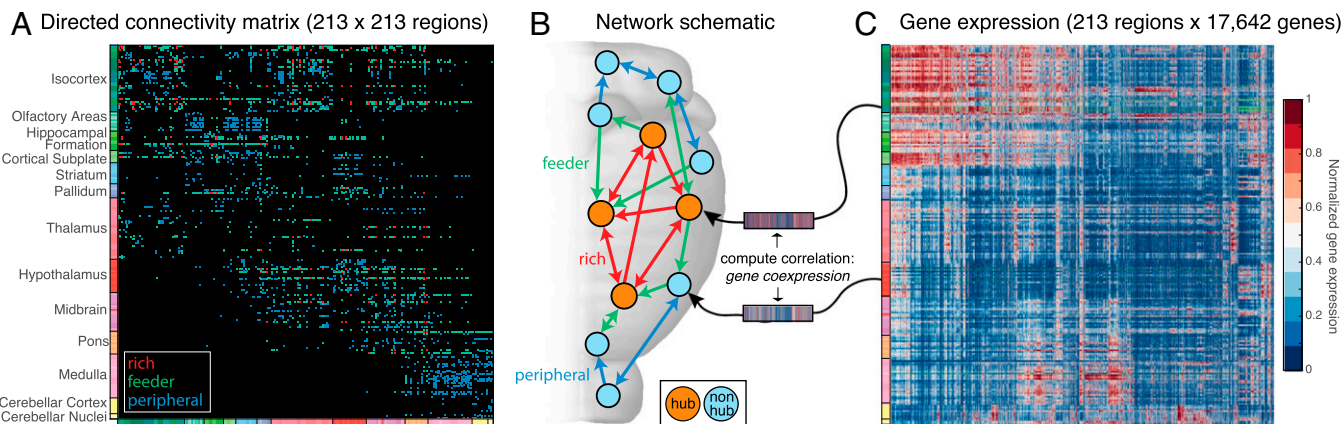 A Directed connectivity matrix (213 x 213 regions)
Isocortex
Olfactory Areas
Hippocampal
Formation
Cortical Subplate
Striatum
Pallidum
Thalamus
Hypothalamus
Midbrain
Pons
Medulla
Cerebellar Cortex
Cerebellar Nuclei
rich
feeder
peripheral
B Network schematic
feeder
rich
peripheral
compute correlation:
gene coexpression
hub
non
hub
C Gene expression (213 regions x 17,642 genes)
1
0.8
0.6
0.4
0.2
0
Normalized gene expression